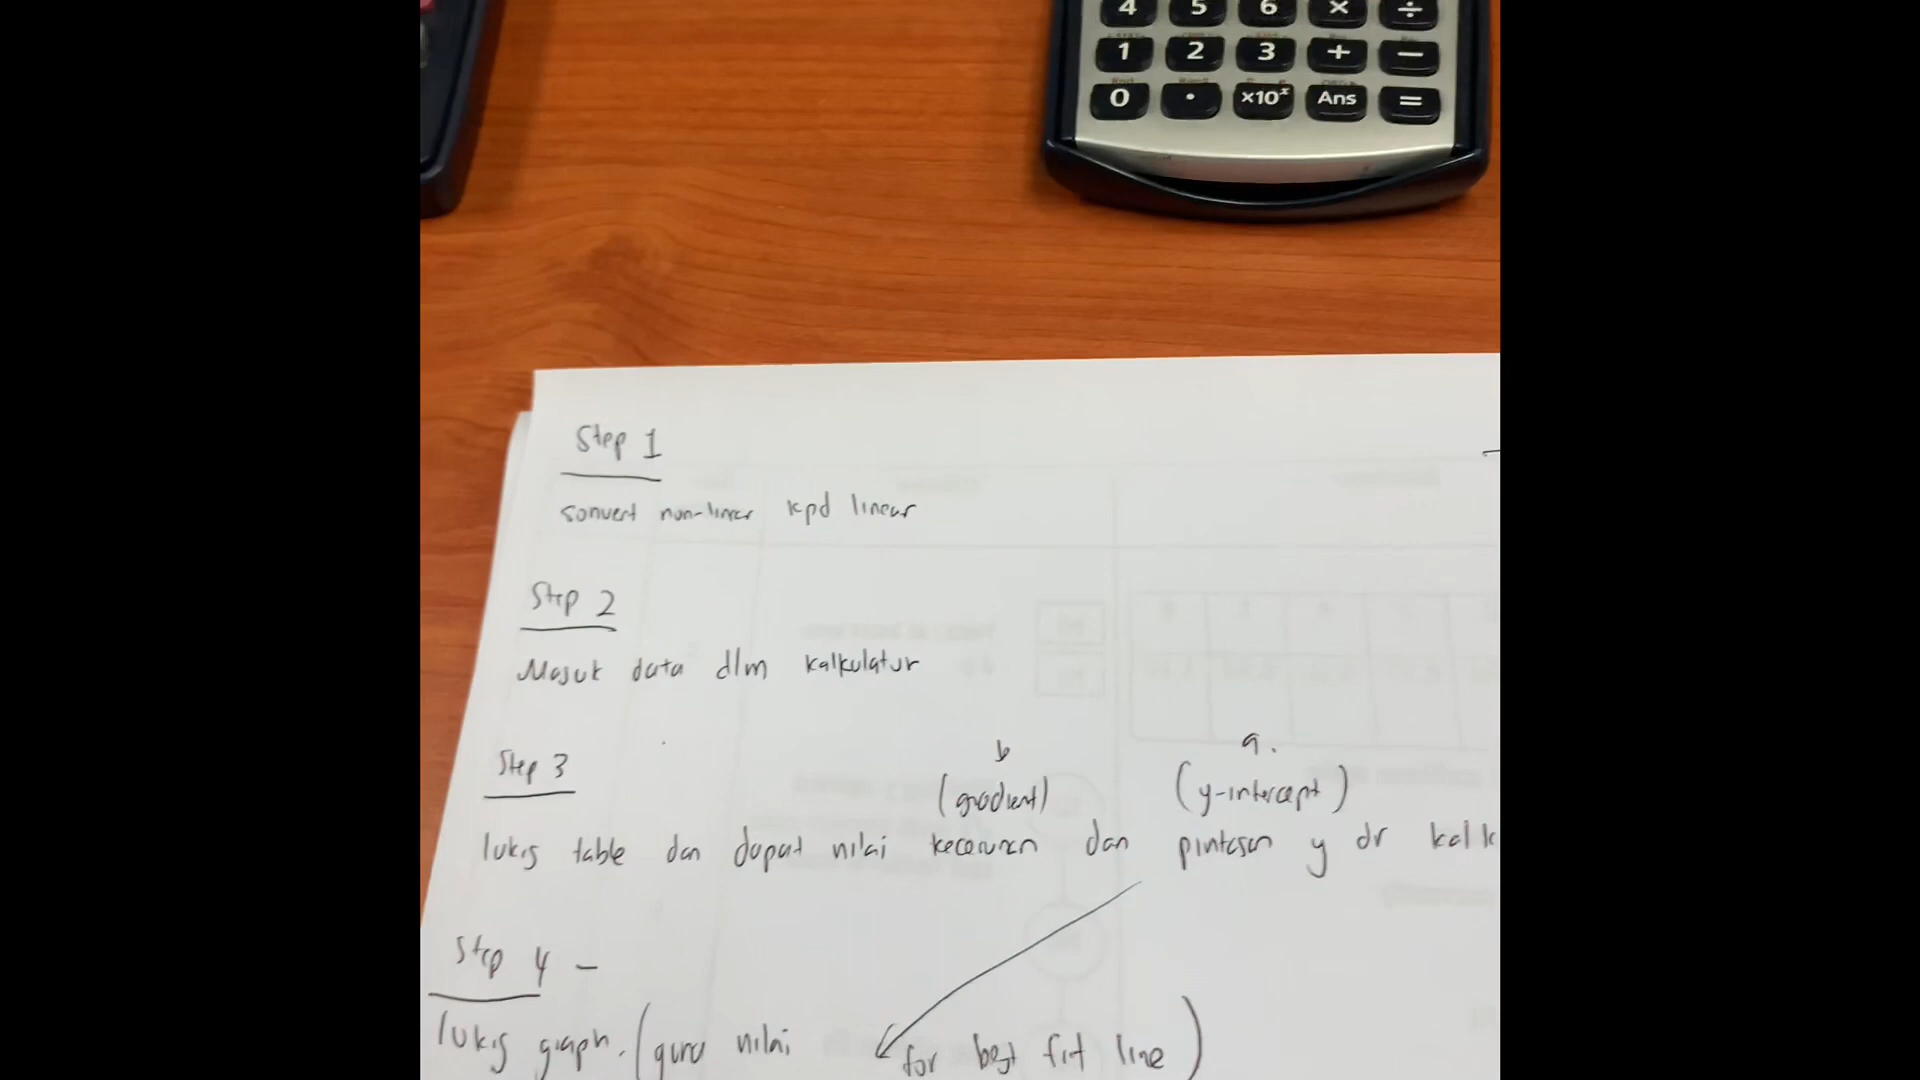 4 5 6 × ÷
1 2 3 + −
0 · ×10ˣ Ans =
Step 1
convert non-linear kpd linear
Step 2
Masuk data dlm kalkulatur
Step 3
b a.
(gradient) (y-intercept)
lukis table dan dapat nilai kecerunan dan pintasan y dr kalk
Step 4 –
lukis graph. (guna nilai for best fit line)